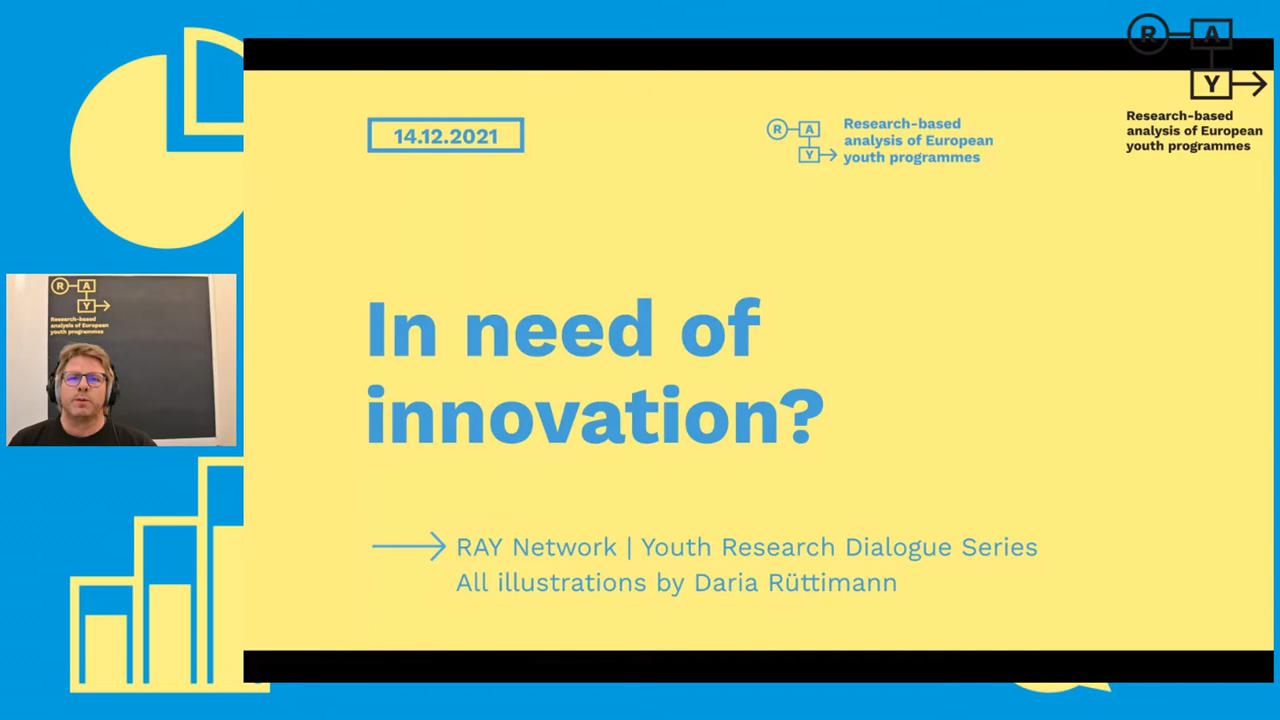 R A
Y
Research-based
analysis of European
youth programmes
14.12.2021
R A
Y
Research-based
analysis of European
youth programmes
R A
Y
Research-based
analysis of European
youth programmes
In need of
innovation?
RAY Network | Youth Research Dialogue Series
All illustrations by Daria Rüttimann